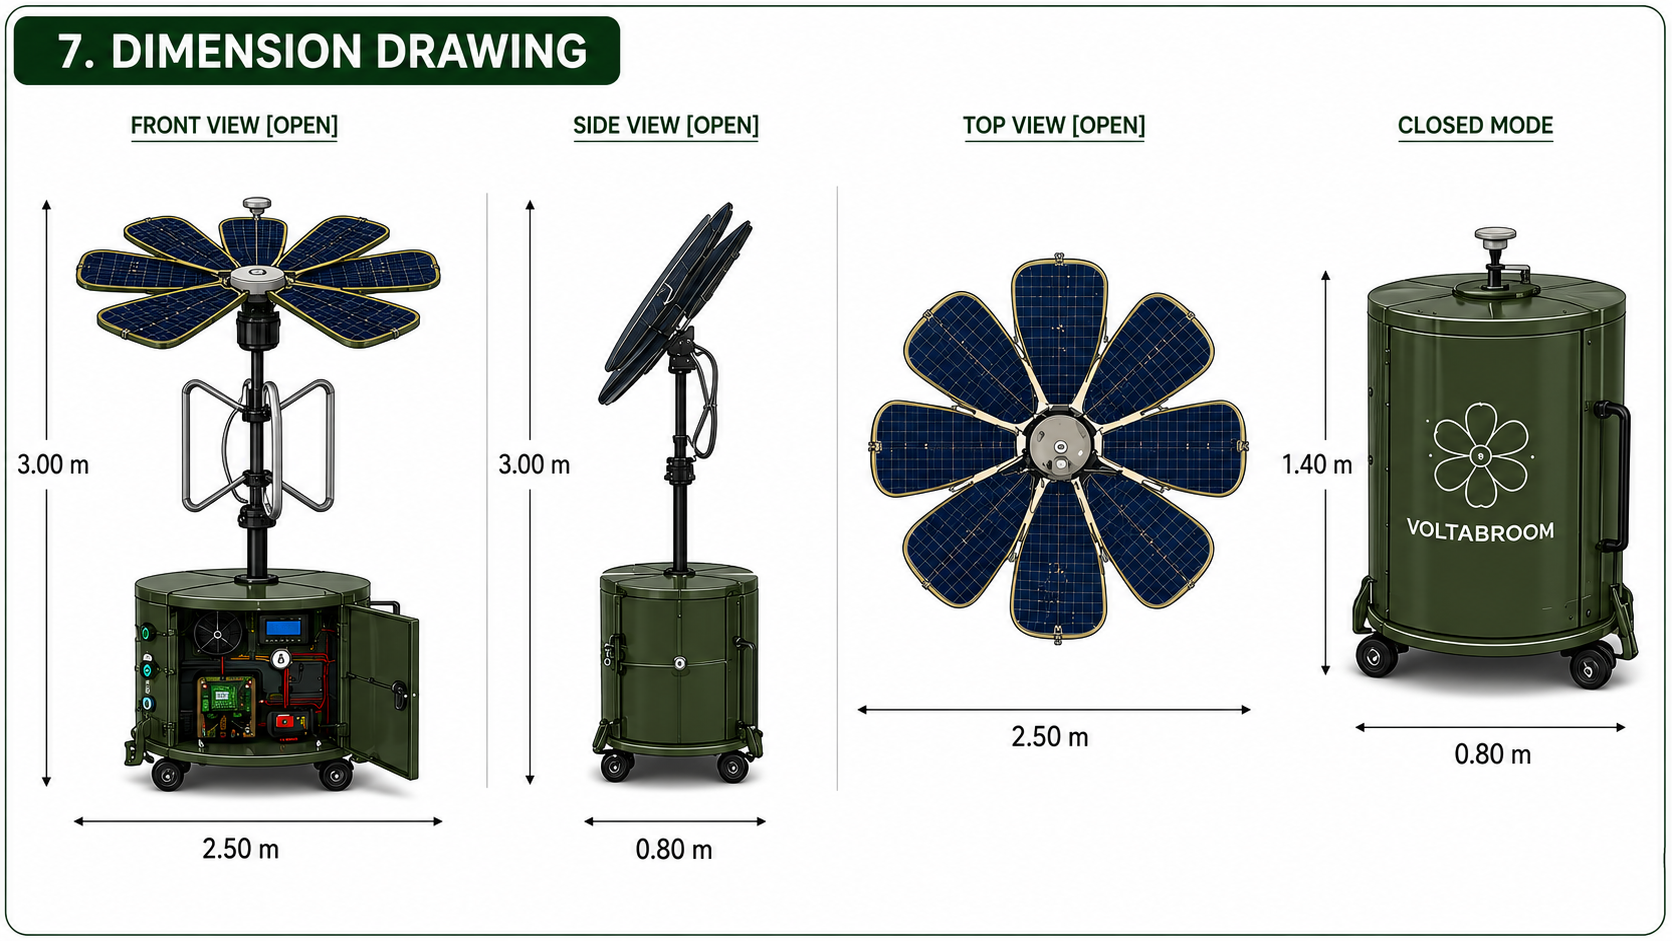 7. DIMENSION DRAWING
FRONT VIEW [OPEN]
3.00 m
2.50 m
SIDE VIEW [OPEN]
3.00 m
0.80 m
TOP VIEW [OPEN]
2.50 m
CLOSED MODE
1.40 m
VOLTABROOM
0.80 m